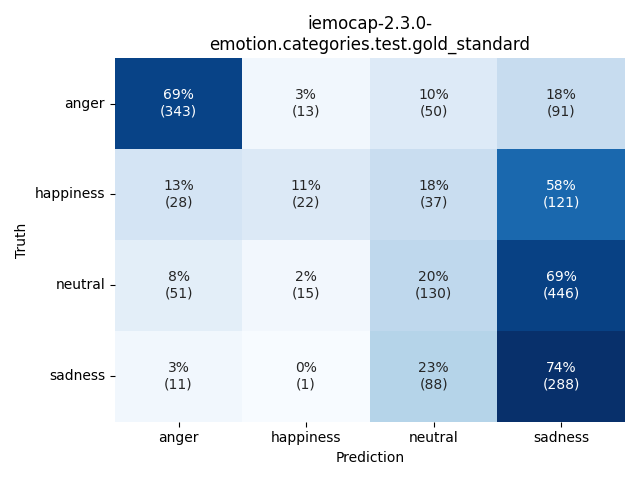 iemocap-2.3.0-
emotion.categories.test.gold_standard
Truth
anger
69% 3% 10% 18%
(343) (13) (50) (91)
happiness
13% 11% 18% 58%
(28) (22) (37) (121)
neutral
8% 2% 20% 69%
(51) (15) (130) (446)
sadness
3% 0% 23% 74%
(11) (1) (88) (288)
anger happiness neutral sadness
Prediction